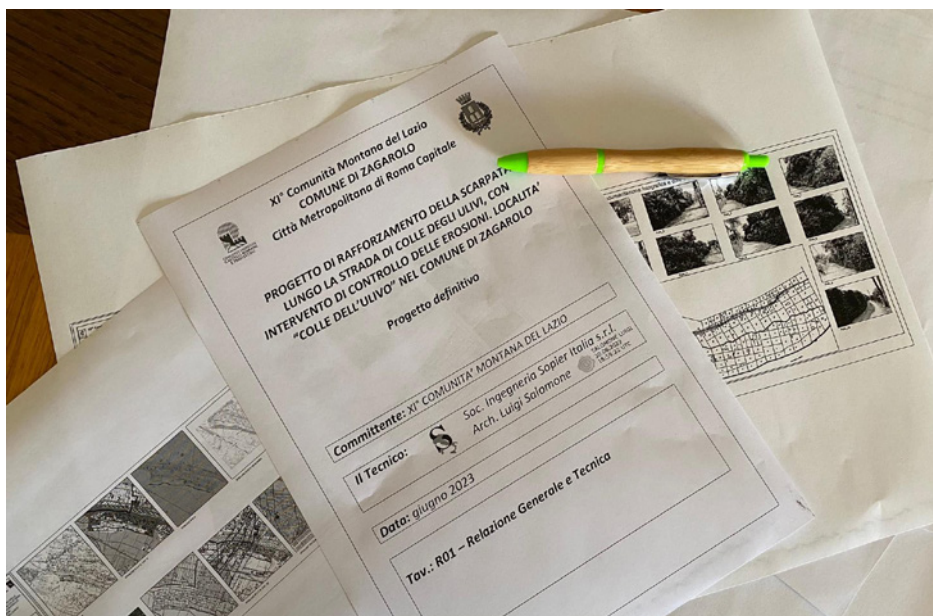 XI° Comunità Montana del Lazio
COMUNE DI ZAGAROLO
Città Metropolitana di Roma Capitale
PROGETTO DI RAFFORZAMENTO DELLA SCARPATA
LUNGO LA STRADA DI COLLE DEGLI ULIVI, CON
INTERVENTO DI CONTROLLO DELLE EROSIONI. LOCALITA'
"COLLE DELL'ULIVO" NEL COMUNE DI ZAGAROLO
Progetto definitivo
Committente: XI° COMUNITA' MONTANA DEL LAZIO
Il Tecnico:
Soc. Ingegneria Sapier Italia s.r.l.
Arch. Luigi Salomone
SALOMONE LUIGI
Data: giugno 2023
Tav.: R01 – Relazione Generale e Tecnica